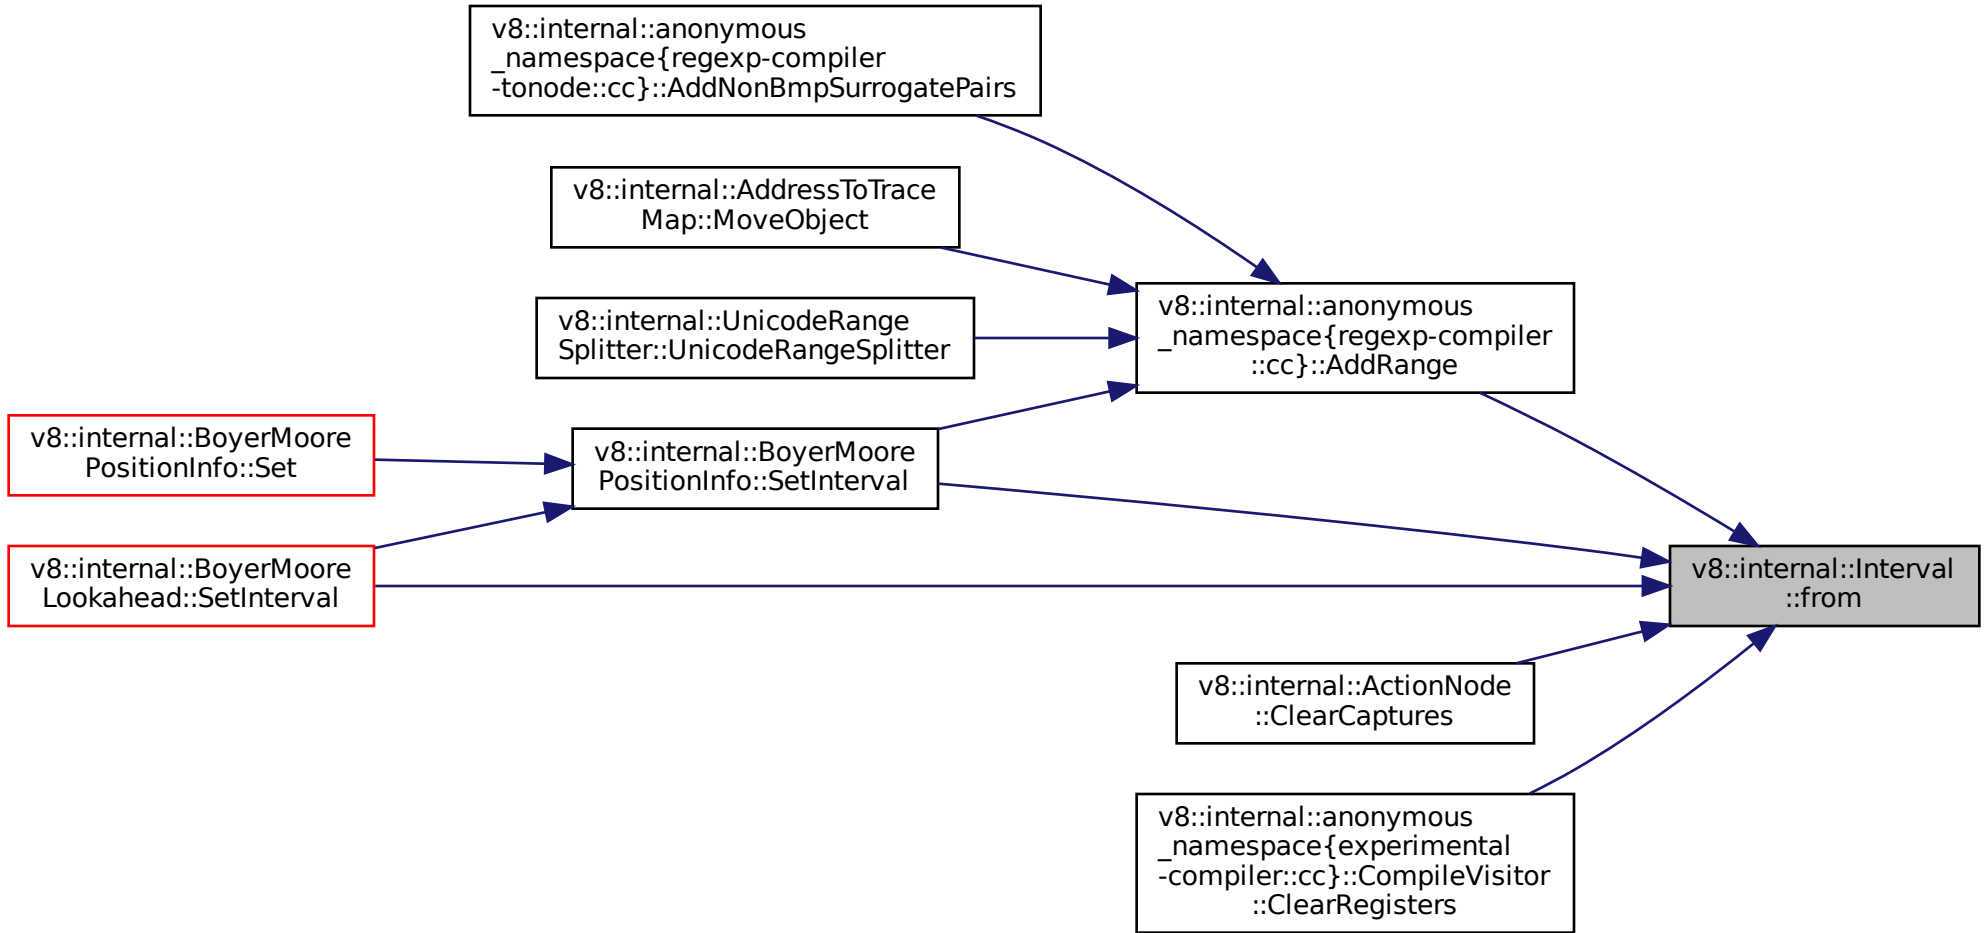 v8::internal::anonymous
_namespace{regexp-compiler
-tonode::cc}::AddNonBmpSurrogatePairs
v8::internal::AddressToTrace
Map::MoveObject
v8::internal::UnicodeRange
Splitter::UnicodeRangeSplitter
v8::internal::anonymous
_namespace{regexp-compiler
::cc}::AddRange
v8::internal::BoyerMoore
PositionInfo::Set
v8::internal::BoyerMoore
PositionInfo::SetInterval
v8::internal::BoyerMoore
Lookahead::SetInterval
v8::internal::Interval
::from
v8::internal::ActionNode
::ClearCaptures
v8::internal::anonymous
_namespace{experimental
-compiler::cc}::CompileVisitor
::ClearRegisters